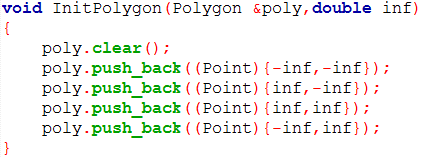 void InitPolygon(Polygon &poly,double inf)
{
    poly.clear();
    poly.push_back((Point){-inf,-inf});
    poly.push_back((Point){inf,-inf});
    poly.push_back((Point){inf,inf});
    poly.push_back((Point){-inf,inf});
}